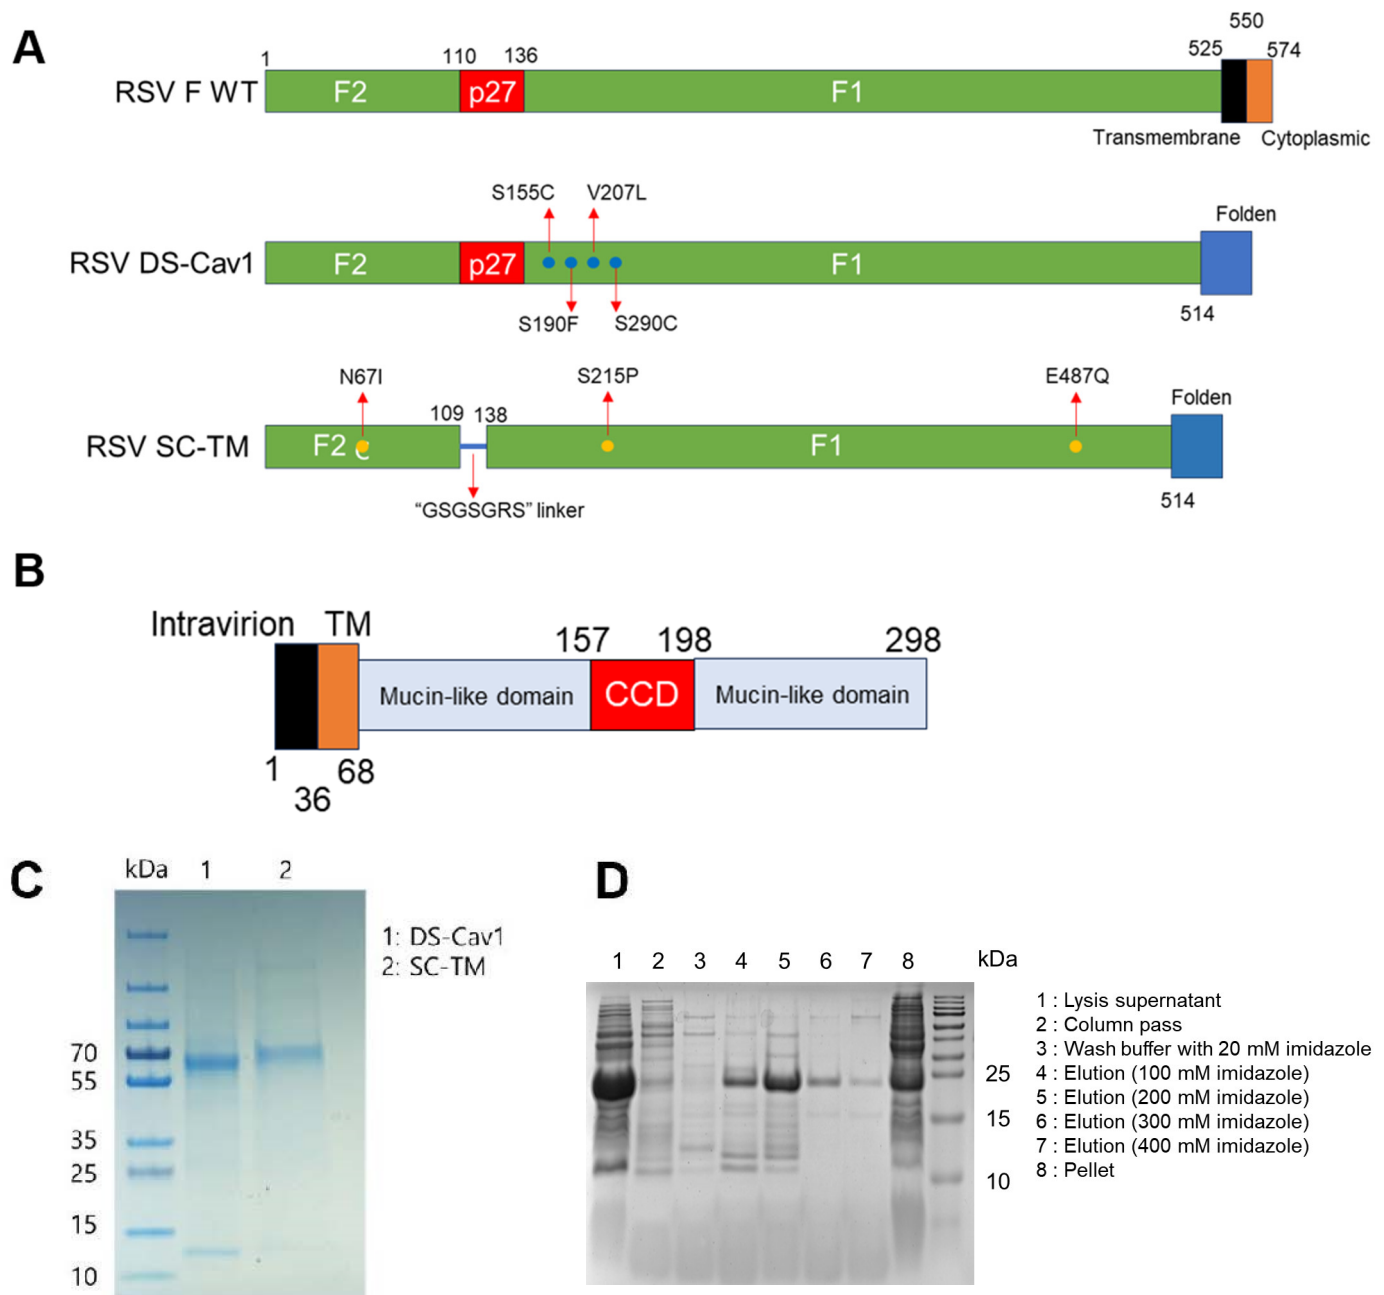 A
1
110
136
525
550
574
RSV F WT
F2
p27
F1
Transmembrane
Cytoplasmic
S155C
V207L
Folden
RSV DS-Cav1
F2
p27
F1
S190F
S290C
514
N67I
109
138
S215P
E487Q
Folden
RSV SC-TM
F2
C
F1
514
“GSGSGRS” linker
B
Intravirion
TM
157
198
298
Mucin-like domain
CCD
Mucin-like domain
1
36
68
C
kDa
1
2
1: DS-Cav1
2: SC-TM
70
55
35
25
15
10
D
1
2
3
4
5
6
7
8
kDa
25
15
10
1 : Lysis supernatant
2 : Column pass
3 : Wash buffer with 20 mM imidazole
4 : Elution (100 mM imidazole)
5 : Elution (200 mM imidazole)
6 : Elution (300 mM imidazole)
7 : Elution (400 mM imidazole)
8 : Pellet